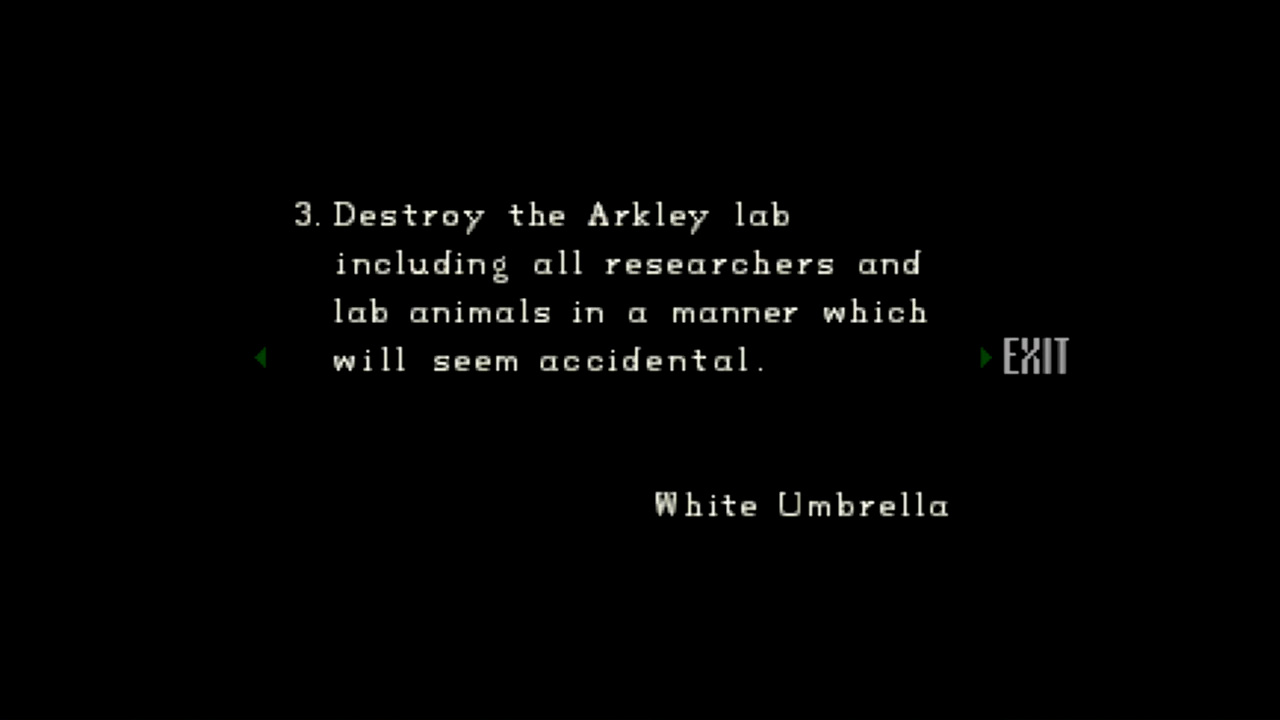 3. Destroy the Arkley lab
including all researchers and
lab animals in a manner which
will seem accidental.
EXIT
White Umbrella